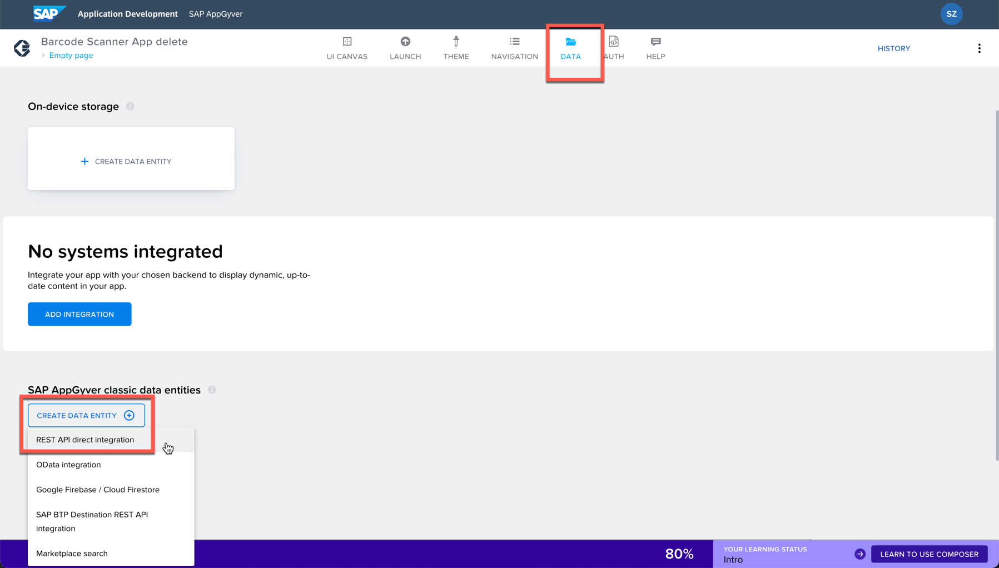 SAP Application Development SAP AppGyver SZ
Barcode Scanner App delete
Empty page
UI CANVAS LAUNCH THEME NAVIGATION DATA AUTH HELP HISTORY
On-device storage
CREATE DATA ENTITY
No systems integrated
Integrate your app with your chosen backend to display dynamic, up-to-
date content in your app.
ADD INTEGRATION
SAP AppGyver classic data entities
CREATE DATA ENTITY
REST API direct integration
OData integration
Google Firebase / Cloud Firestore
SAP BTP Destination REST API
integration
Marketplace search
80%
YOUR LEARNING STATUS
Intro
LEARN TO USE COMPOSER